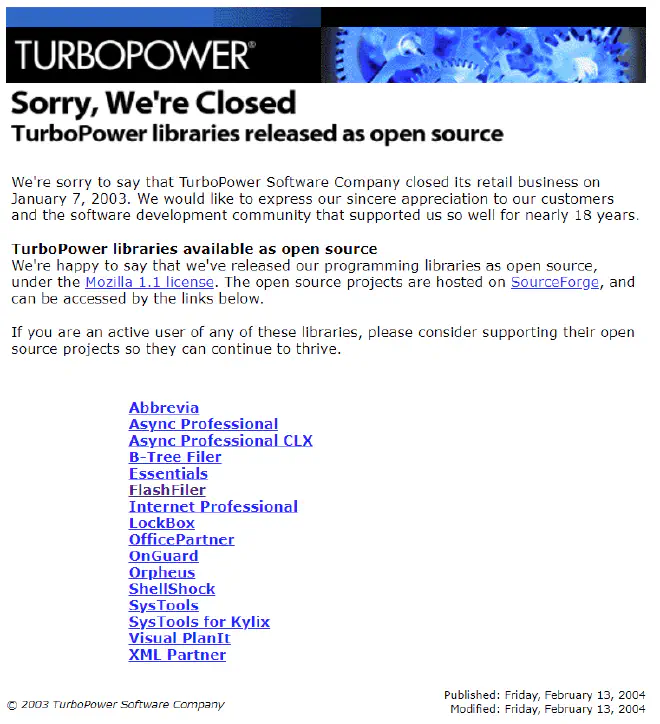 TURBOPOWER®
Sorry, We're Closed
TurboPower libraries released as open source
We're sorry to say that TurboPower Software Company closed its retail business on
January 7, 2003. We would like to express our sincere appreciation to our customers
and the software development community that supported us so well for nearly 18 years.
TurboPower libraries available as open source
We're happy to say that we've released our programming libraries as open source,
under the Mozilla 1.1 license. The open source projects are hosted on SourceForge, and
can be accessed by the links below.
If you are an active user of any of these libraries, please consider supporting their open
source projects so they can continue to thrive.
Abbrevia
Async Professional
Async Professional CLX
B-Tree Filer
Essentials
FlashFiler
Internet Professional
LockBox
OfficePartner
OnGuard
Orpheus
ShellShock
SysTools
SysTools for Kylix
Visual PlanIt
XML Partner
© 2003 TurboPower Software Company
Published: Friday, February 13, 2004
Modified: Friday, February 13, 2004